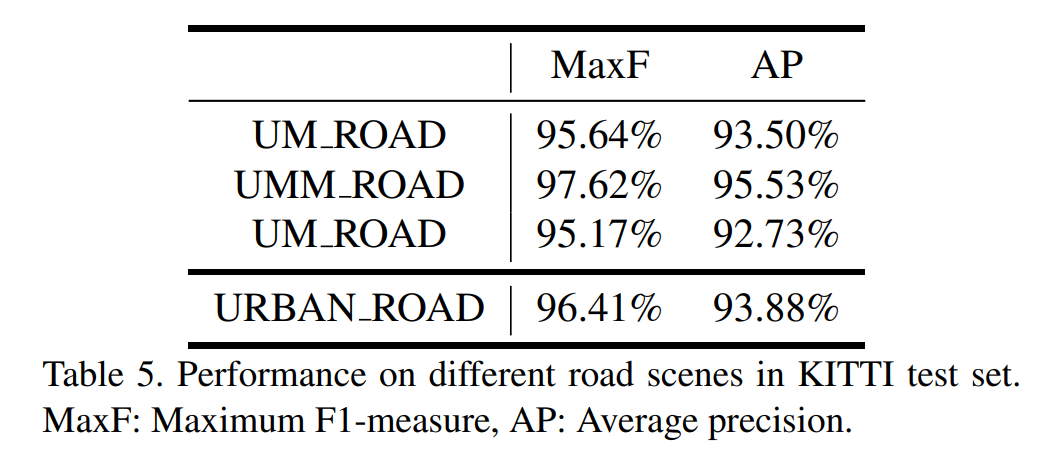 MaxF AP
UM_ROAD 95.64% 93.50%
UMM_ROAD 97.62% 95.53%
UM_ROAD 95.17% 92.73%
URBAN_ROAD 96.41% 93.88%
Table 5. Performance on different road scenes in KITTI test set.
MaxF: Maximum F1-measure, AP: Average precision.